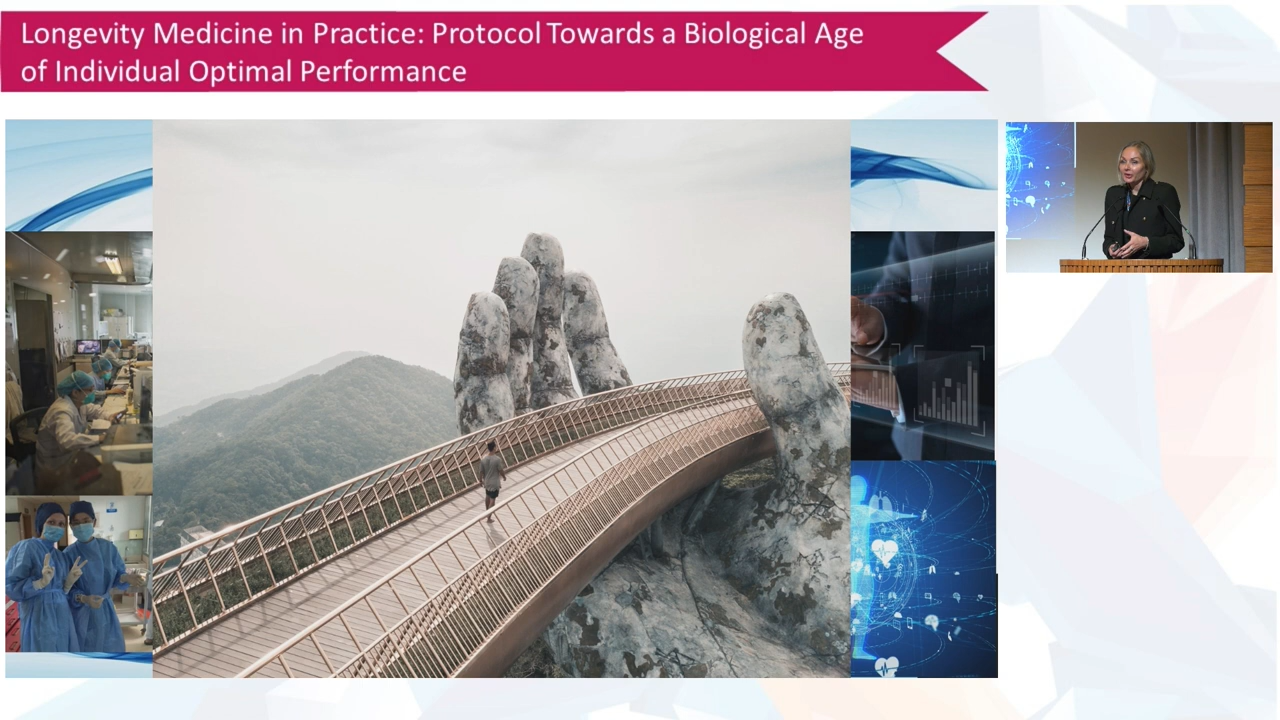 Longevity Medicine in Practice: Protocol Towards a Biological Age
of Individual Optimal Performance